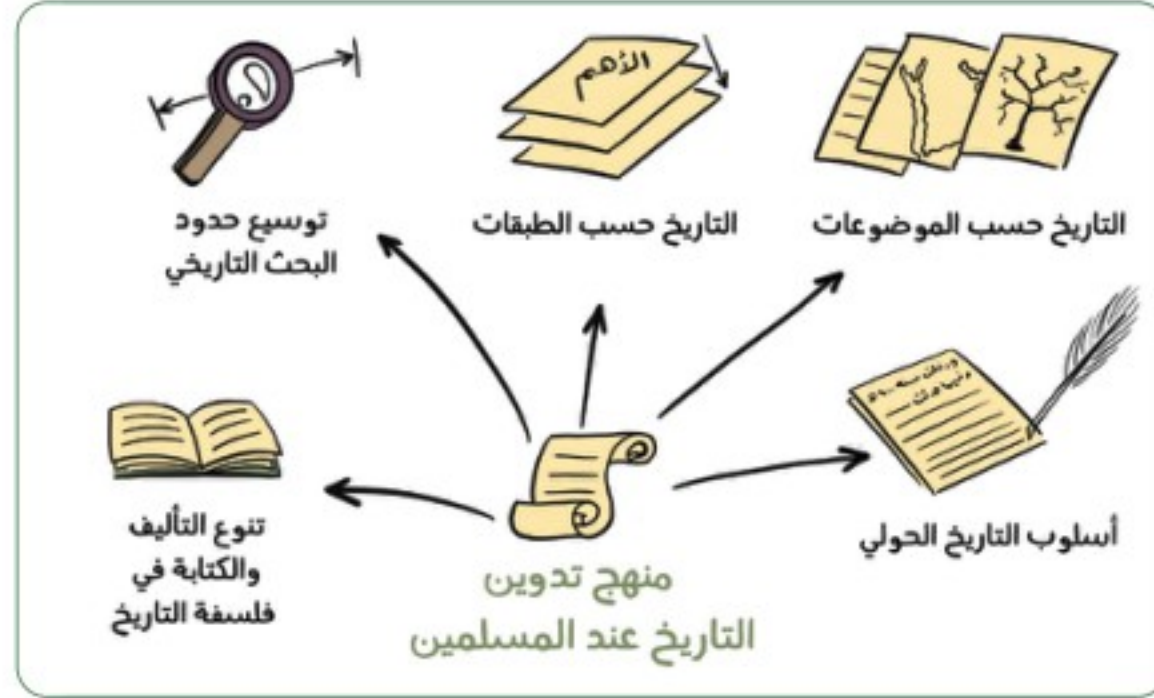 الأهم
التاريخ حسب الموضوعات
التاريخ حسب الطبقات
توسيع حدود
البحث التاريخي
أسلوب التاريخ الحولي
تنوع التأليف
والكتابة في
فلسفة التاريخ
منهج تدوين
التاريخ عند المسلمين